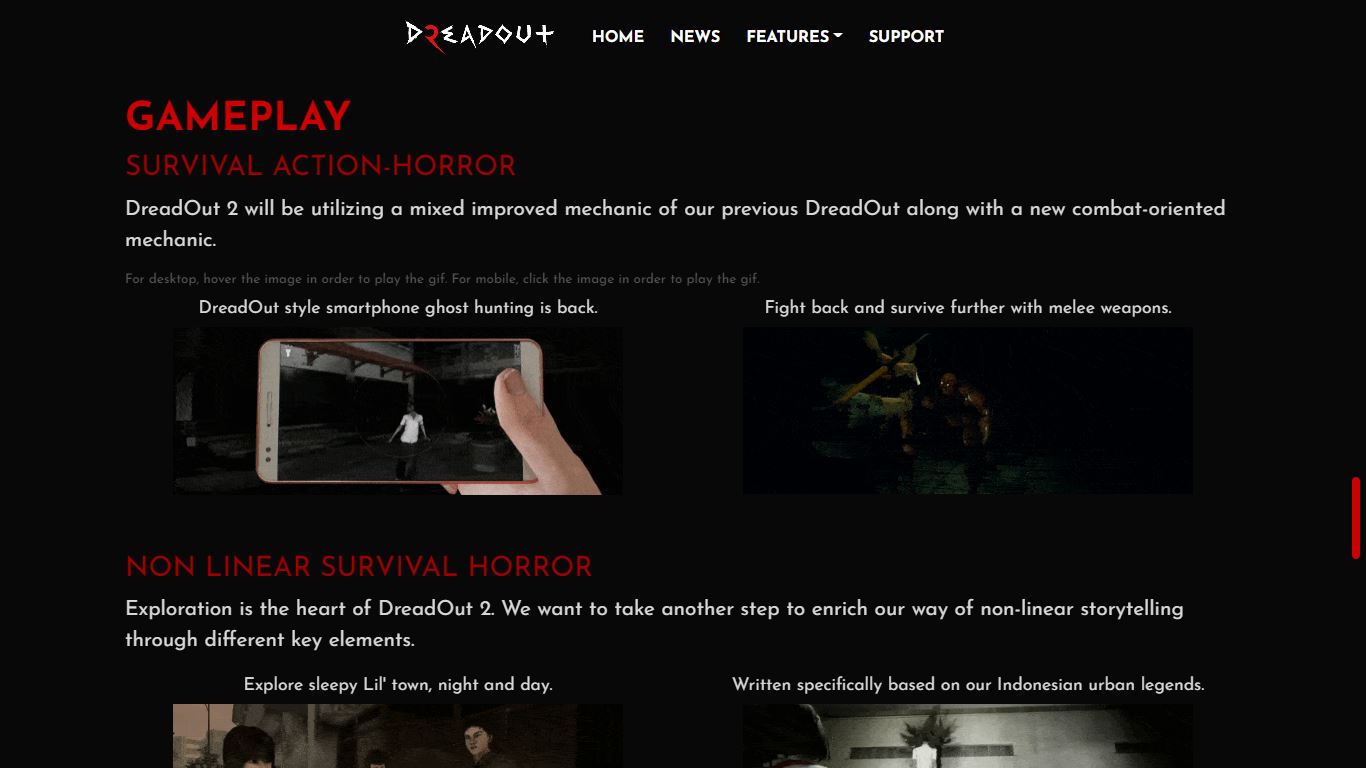 DREADOUT HOME NEWS FEATURES SUPPORT
GAMEPLAY
SURVIVAL ACTION-HORROR
DreadOut 2 will be utilizing a mixed improved mechanic of our previous DreadOut along with a new combat-oriented
mechanic.
For desktop, hover the image in order to play the gif. For mobile, click the image in order to play the gif.
DreadOut style smartphone ghost hunting is back.
Fight back and survive further with melee weapons.
NON LINEAR SURVIVAL HORROR
Exploration is the heart of DreadOut 2. We want to take another step to enrich our way of non-linear storytelling
through different key elements.
Explore sleepy Lil' town, night and day.
Written specifically based on our Indonesian urban legends.